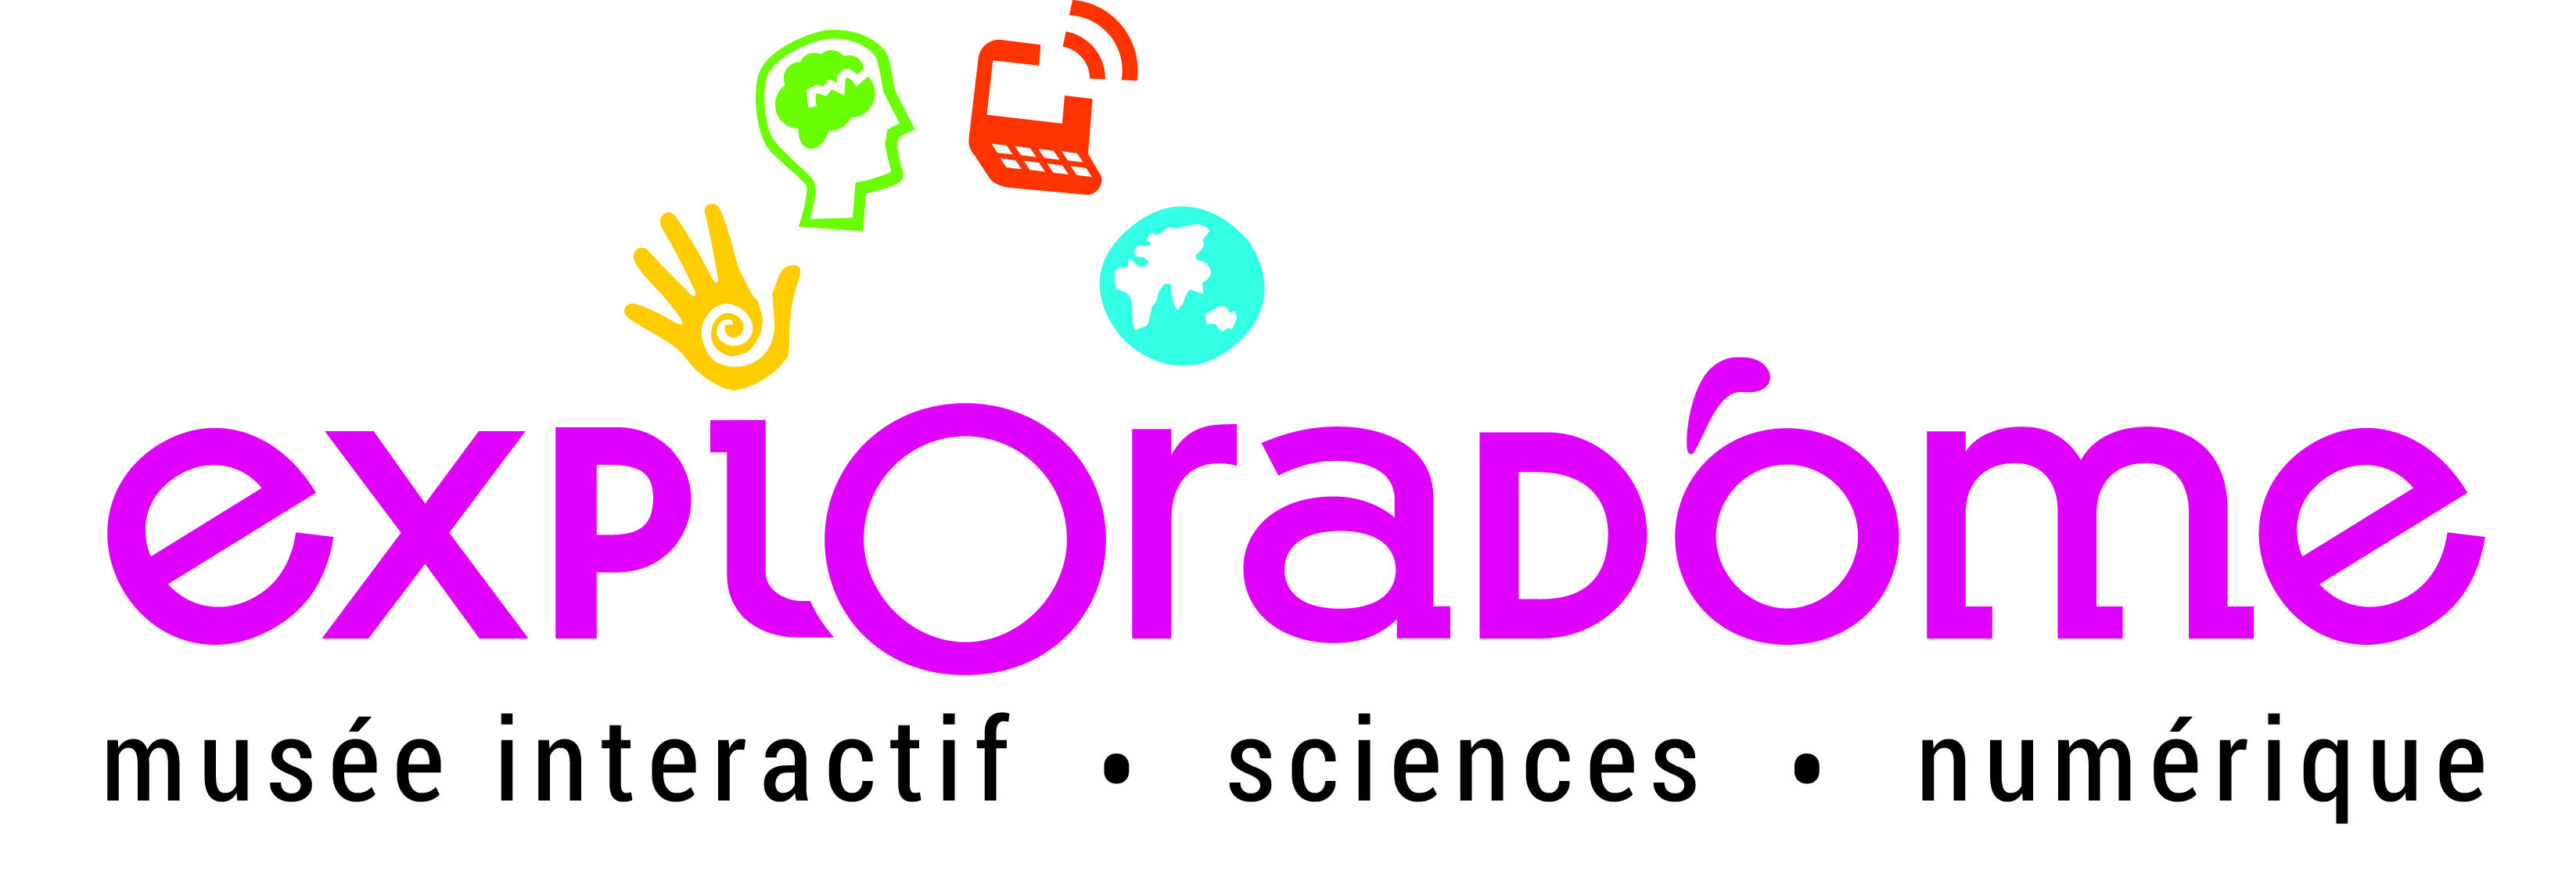 exploradôme
musée interactif • sciences • numérique